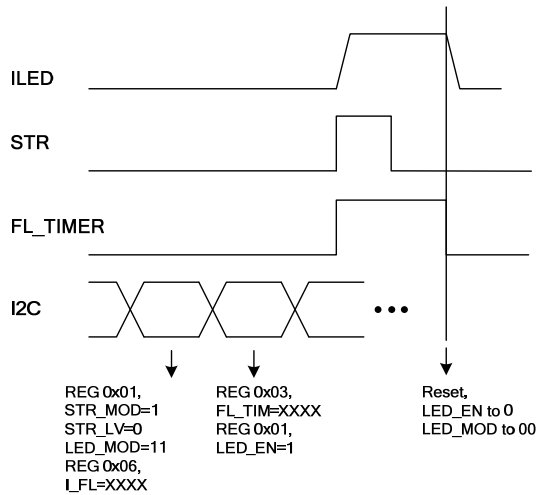 ILED
STR
FL_TIMER
I2C
REG 0x01,
STR_MOD=1
STR_LV=0
LED_MOD=11
REG 0x06,
I_FL=XXXX
REG 0x03,
FL_TIM=XXXX
REG 0x01,
LED_EN=1
Reset,
LED_EN to 0
LED_MOD to 00